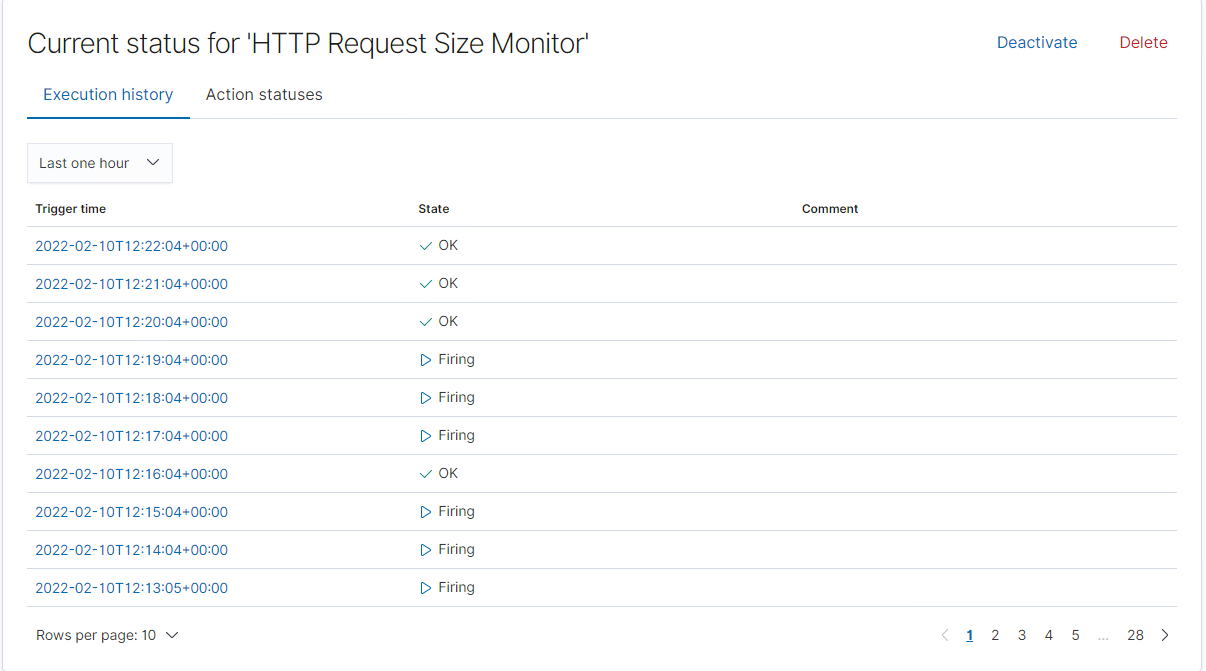 Current status for 'HTTP Request Size Monitor'
Deactivate Delete
Execution history Action statuses
Last one hour
Trigger time State Comment
2022-02-10T12:22:04+00:00 OK
2022-02-10T12:21:04+00:00 OK
2022-02-10T12:20:04+00:00 OK
2022-02-10T12:19:04+00:00 Firing
2022-02-10T12:18:04+00:00 Firing
2022-02-10T12:17:04+00:00 Firing
2022-02-10T12:16:04+00:00 OK
2022-02-10T12:15:04+00:00 Firing
2022-02-10T12:14:04+00:00 Firing
2022-02-10T12:13:05+00:00 Firing
Rows per page: 10
1 2 3 4 5 ... 28